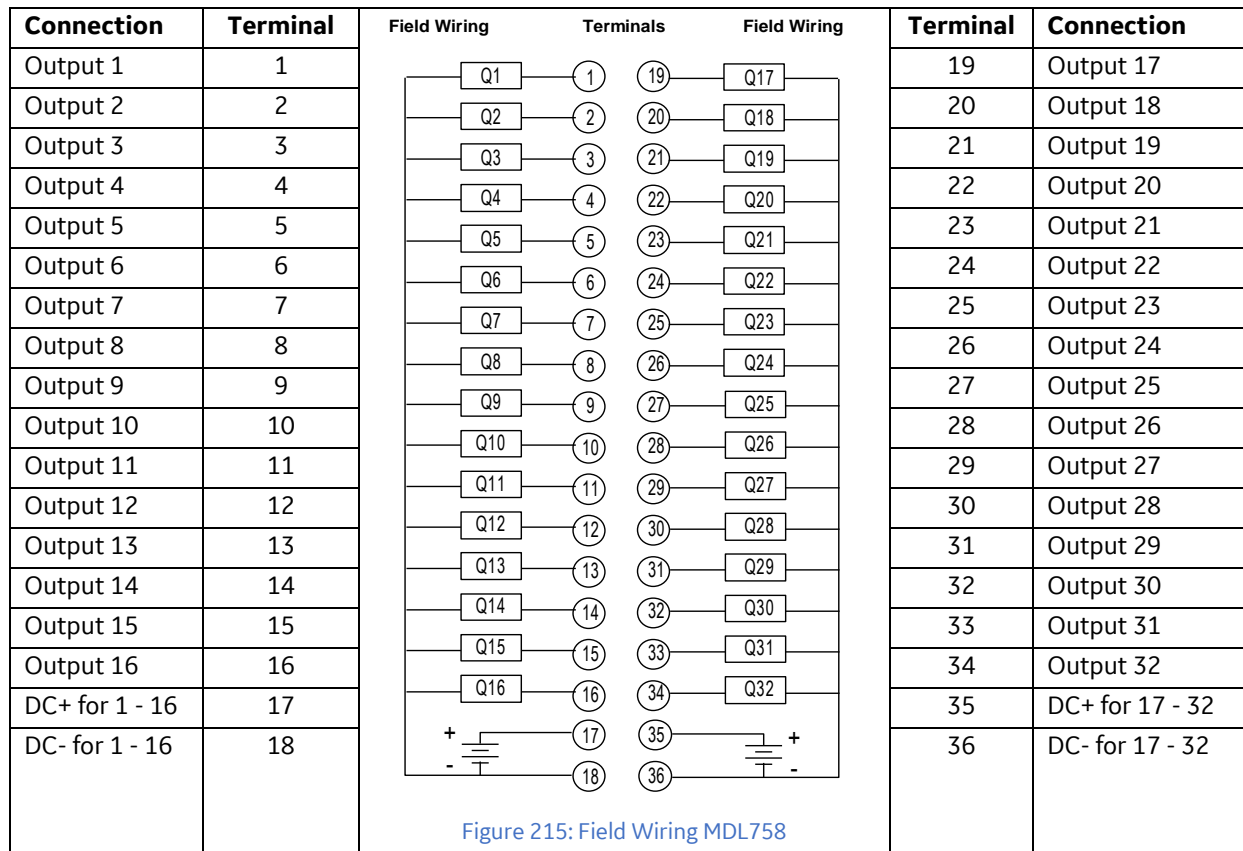 Connection Terminal Field Wiring Terminals Field Wiring Terminal Connection
Output 1 1 Q1 1 19 Q17 19 Output 17
Output 2 2 Q2 2 20 Q18 20 Output 18
Output 3 3 Q3 3 21 Q19 21 Output 19
Output 4 4 Q4 4 22 Q20 22 Output 20
Output 5 5 Q5 5 23 Q21 23 Output 21
Output 6 6 Q6 6 24 Q22 24 Output 22
Output 7 7 Q7 7 25 Q23 25 Output 23
Output 8 8 Q8 8 26 Q24 26 Output 24
Output 9 9 Q9 9 27 Q25 27 Output 25
Output 10 10 Q10 10 28 Q26 28 Output 26
Output 11 11 Q11 11 29 Q27 29 Output 27
Output 12 12 Q12 12 30 Q28 30 Output 28
Output 13 13 Q13 13 31 Q29 31 Output 29
Output 14 14 Q14 14 32 Q30 32 Output 30
Output 15 15 Q15 15 33 Q31 33 Output 31
Output 16 16 Q16 16 34 Q32 34 Output 32
DC+ for 1 - 16 17 + 17 35 + 35 DC+ for 17 - 32
DC- for 1 - 16 18 - 18 36 - 36 DC- for 17 - 32
Figure 215: Field Wiring MDL758